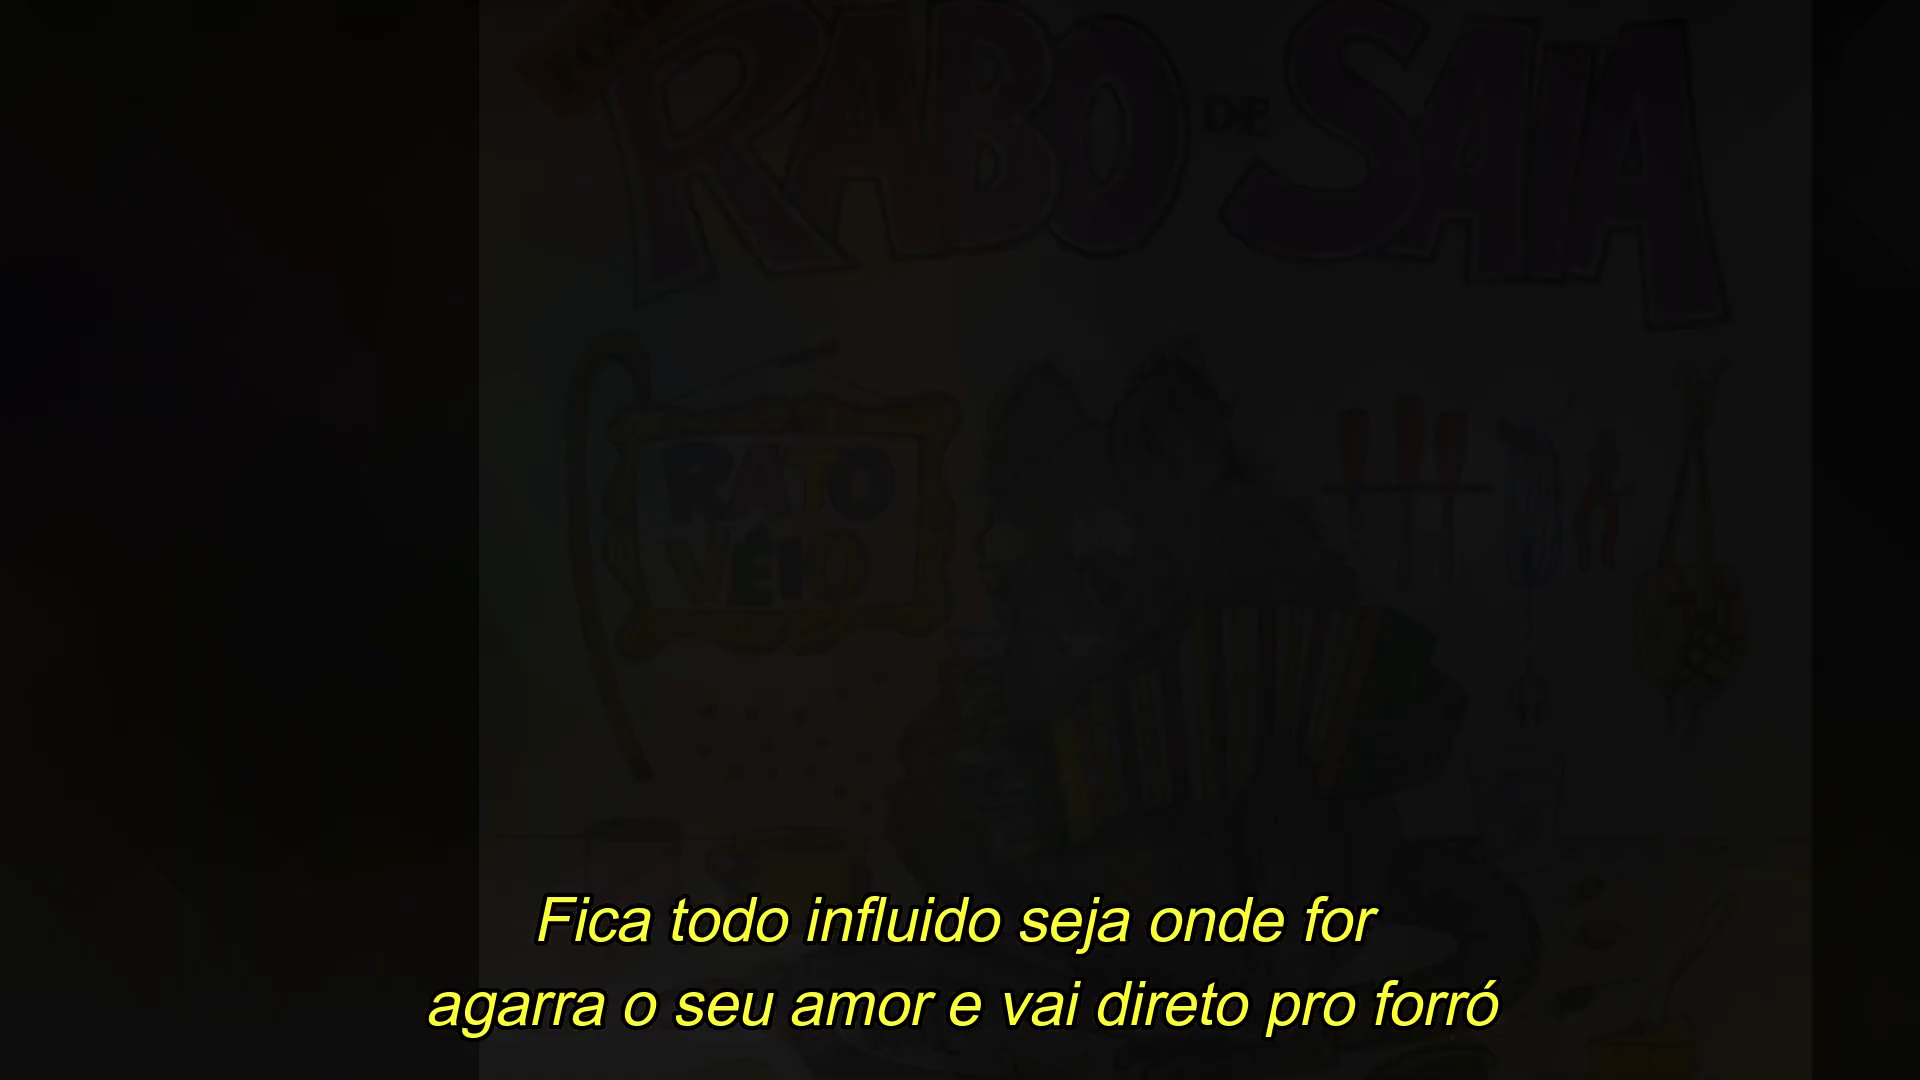 RABO DE SAIA
RATO
VÉIO
Fica todo influido seja onde for
agarra o seu amor e vai direto pro forró